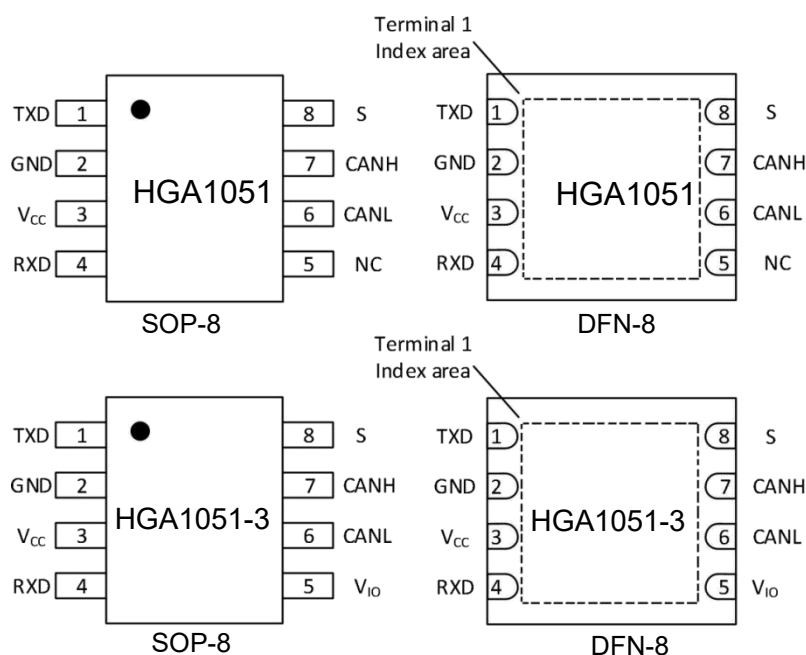 Terminal 1
Index area
TXD 1 8 S TXD 1 8 S
GND 2 7 CANH GND 2 7 CANH
HGA1051 HGA1051
VCC 3 6 CANL VCC 3 6 CANL
RXD 4 5 NC RXD 4 5 NC
SOP-8 DFN-8
Terminal 1
Index area
TXD 1 8 S TXD 1 8 S
GND 2 7 CANH GND 2 7 CANH
HGA1051-3 HGA1051-3
VCC 3 6 CANL VCC 3 6 CANL
RXD 4 5 VIO RXD 4 5 VIO
SOP-8 DFN-8